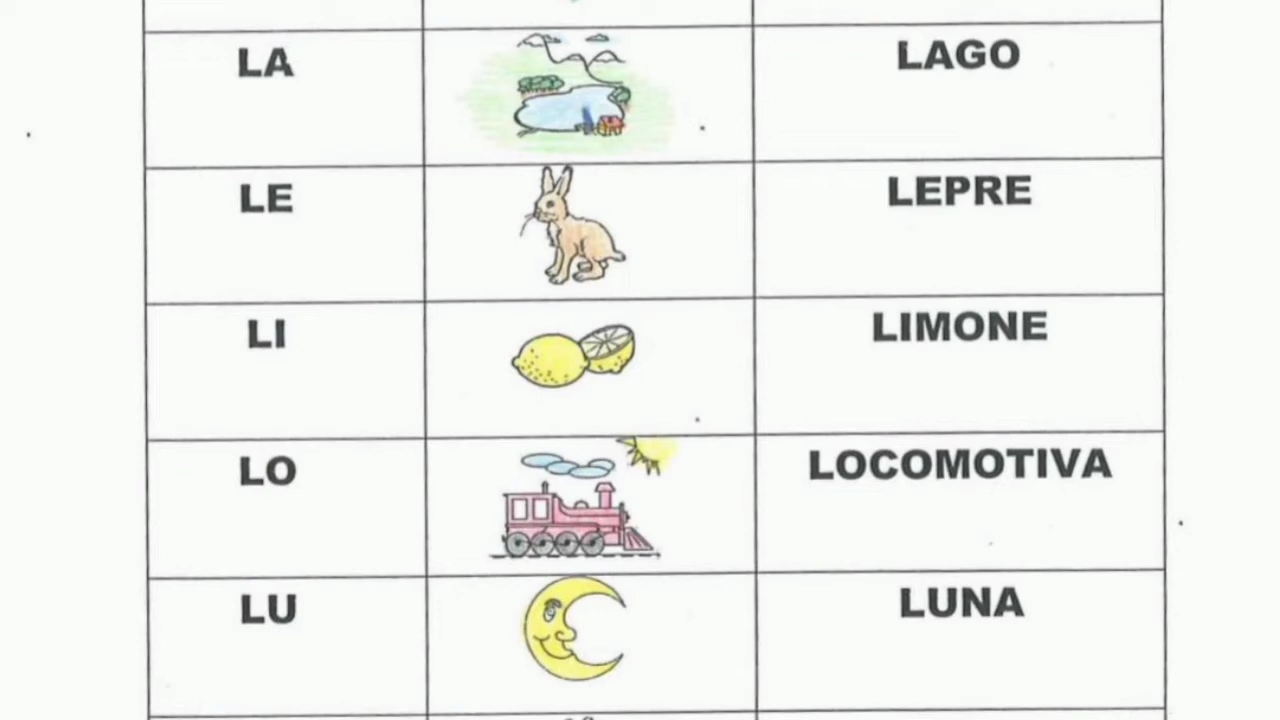 LA LAGO
LE LEPRE
LI LIMONE
LO LOCOMOTIVA
LU LUNA